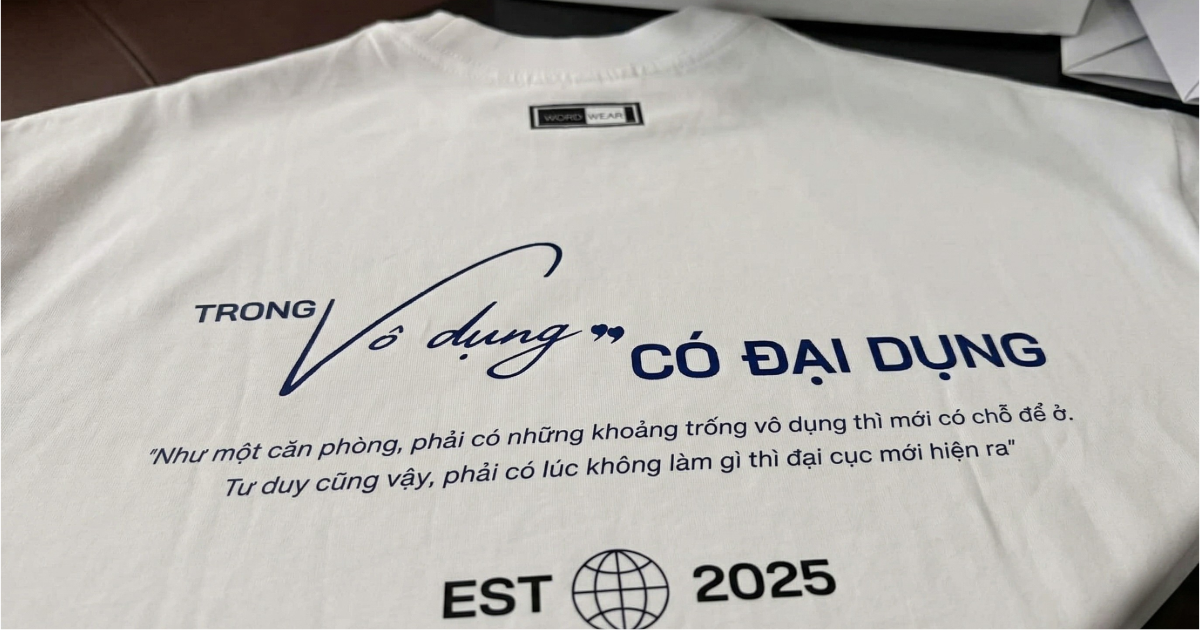 WORD WEAR
TRONG Vô dụng ❞ CÓ ĐẠI DỤNG
"Như một căn phòng, phải có những khoảng trống vô dụng thì mới có chỗ để ở.
Tư duy cũng vậy, phải có lúc không làm gì thì đại cục mới hiện ra"
EST 2025